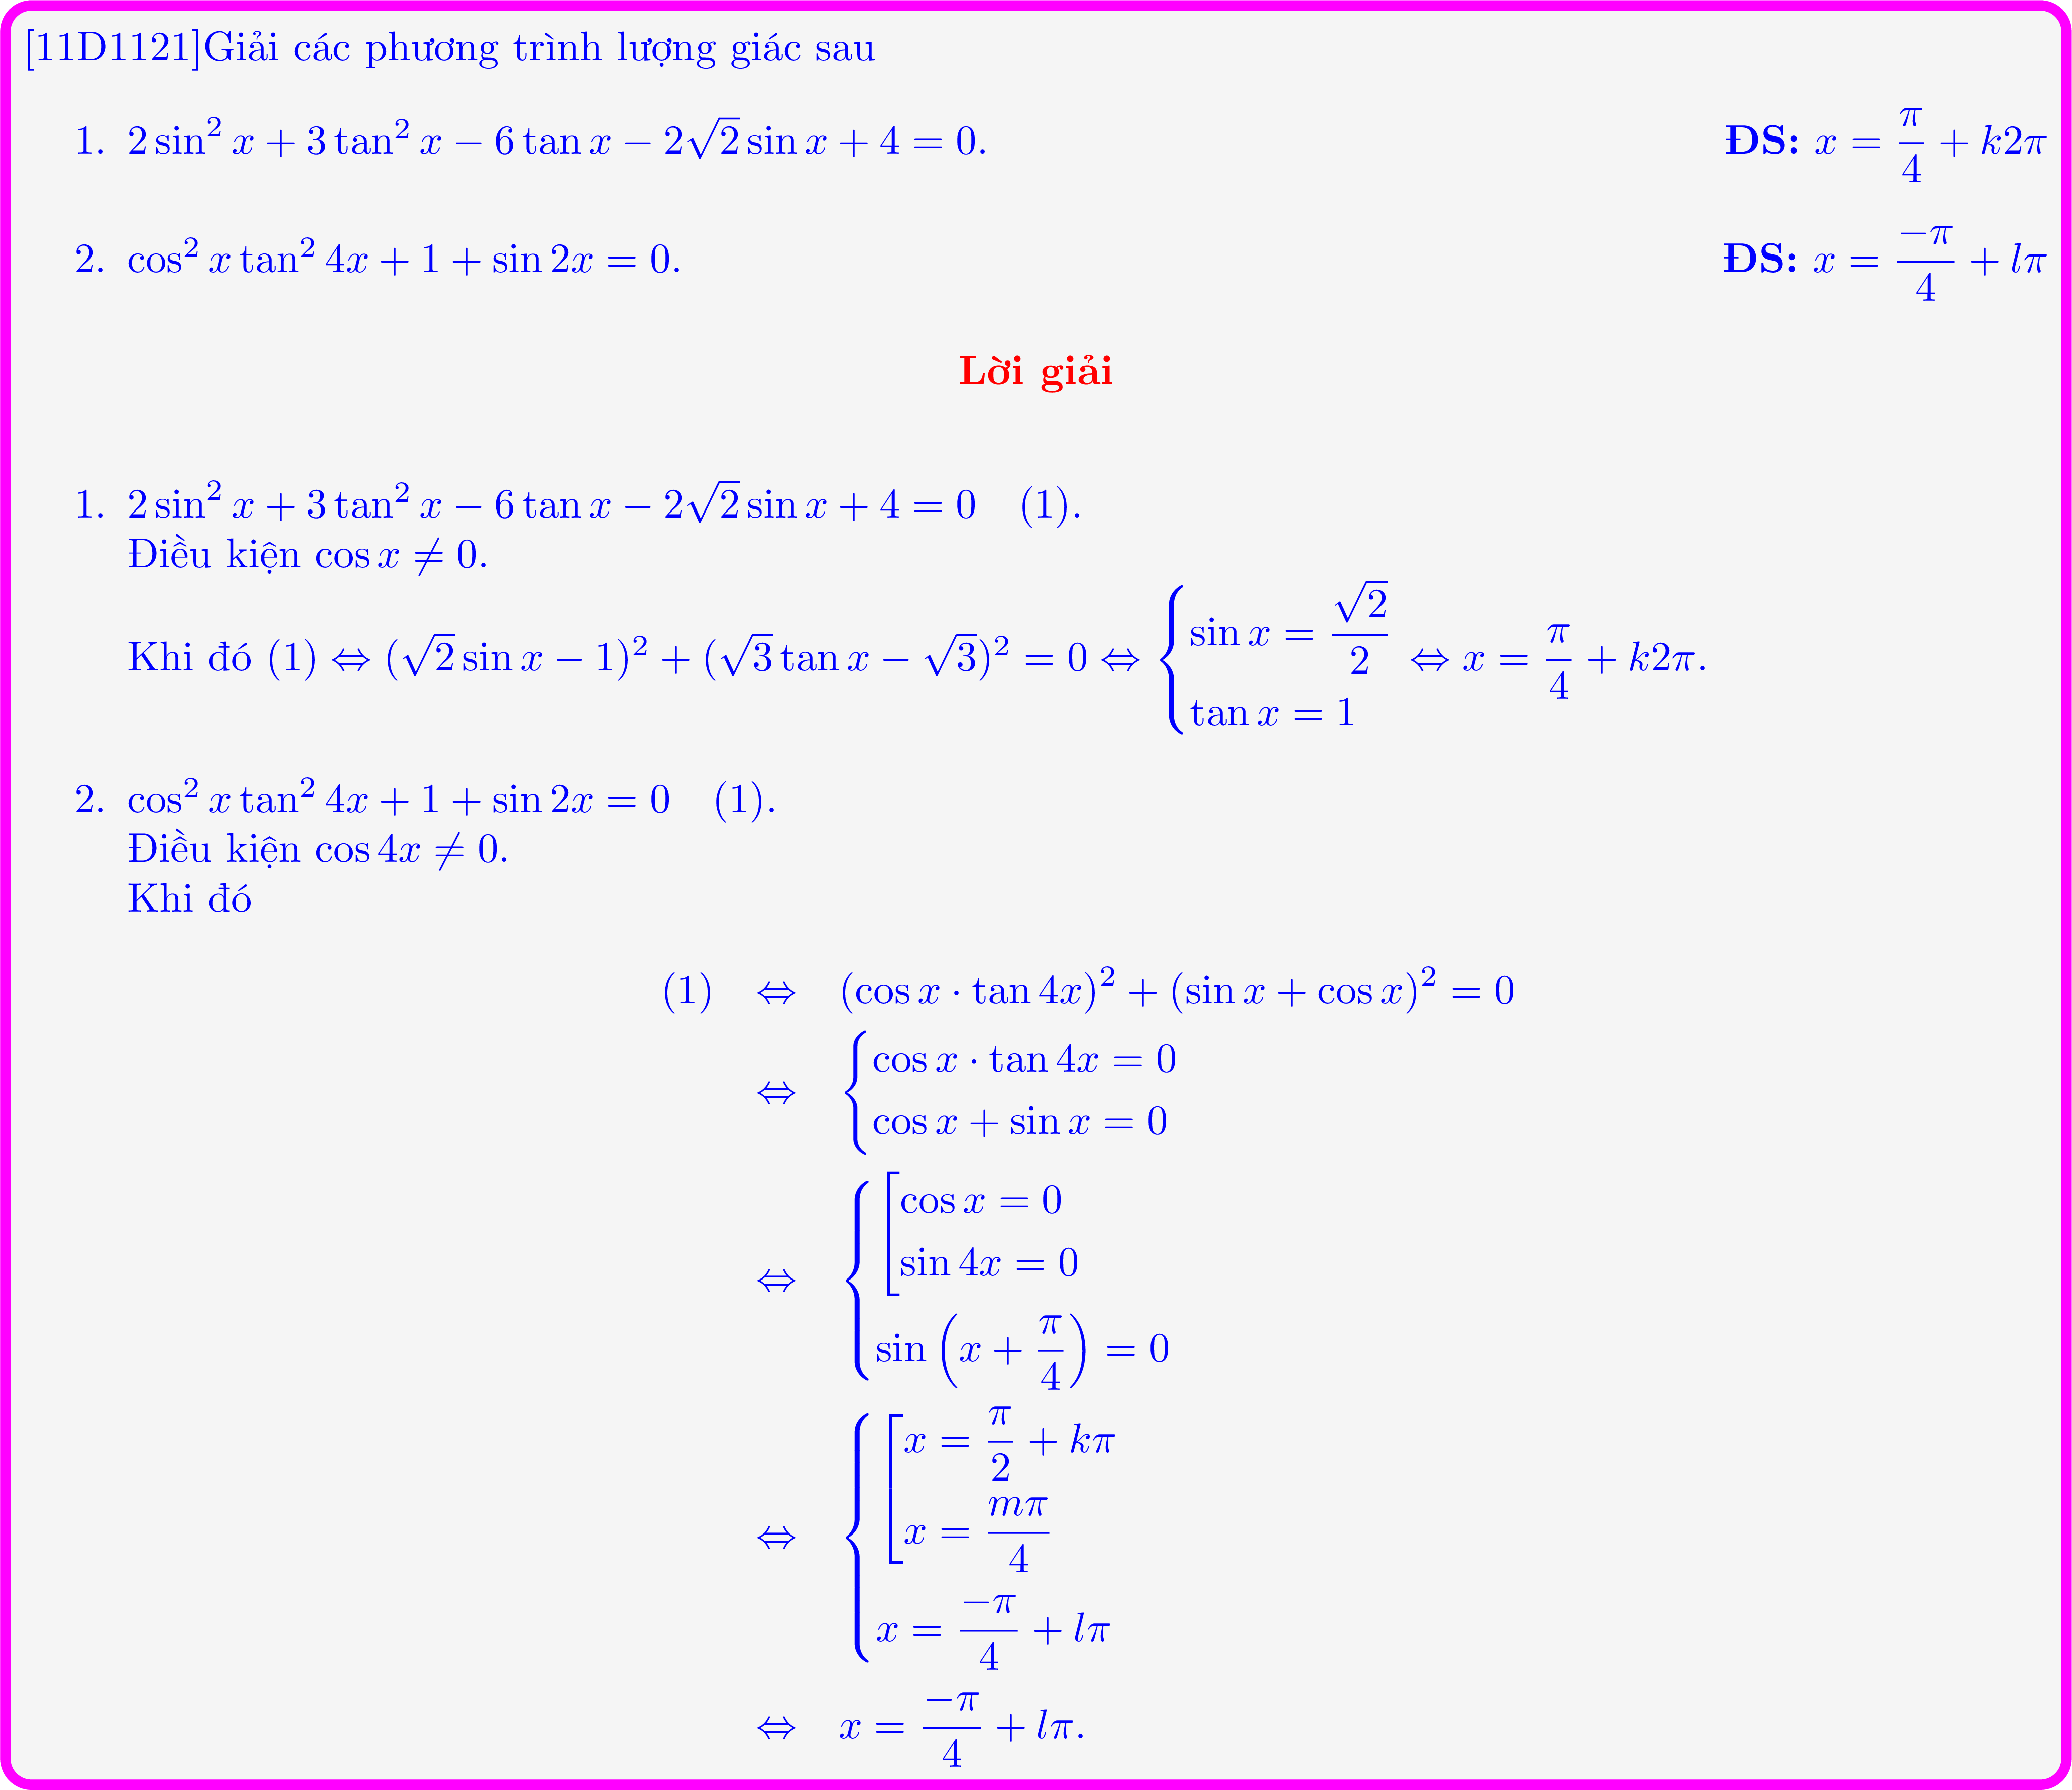 [11D1121]Giải các phương trình lượng giác sau
1. $2\sin^2 x + 3\tan^2 x - 6\tan x - 2\sqrt{2}\sin x + 4 = 0.$ ĐS: $x = \dfrac{\pi}{4} + k2\pi$
2. $\cos^2 x \tan^2 4x + 1 + \sin 2x = 0.$ ĐS: $x = \dfrac{-\pi}{4} + l\pi$
Lời giải
1. $2\sin^2 x + 3\tan^2 x - 6\tan x - 2\sqrt{2}\sin x + 4 = 0 \quad (1).$
Điều kiện $\cos x \neq 0.$
Khi đó $(1) \Leftrightarrow (\sqrt{2}\sin x - 1)^2 + (\sqrt{3}\tan x - \sqrt{3})^2 = 0 \Leftrightarrow \begin{cases} \sin x = \dfrac{\sqrt{2}}{2} \\ \tan x = 1 \end{cases} \Leftrightarrow x = \dfrac{\pi}{4} + k2\pi.$
2. $\cos^2 x \tan^2 4x + 1 + \sin 2x = 0 \quad (1).$
Điều kiện $\cos 4x \neq 0.$
Khi đó
$(1) \Leftrightarrow (\cos x \cdot \tan 4x)^2 + (\sin x + \cos x)^2 = 0$
$\Leftrightarrow \begin{cases} \cos x \cdot \tan 4x = 0 \\ \cos x + \sin x = 0 \end{cases}$
$\Leftrightarrow \begin{cases} \left[\begin{array}{l} \cos x = 0 \\ \sin 4x = 0 \end{array}\right. \\ \sin\left(x + \dfrac{\pi}{4}\right) = 0 \end{cases}$
$\Leftrightarrow \begin{cases} \left[\begin{array}{l} x = \dfrac{\pi}{2} + k\pi \\ x = \dfrac{m\pi}{4} \end{array}\right. \\ x = \dfrac{-\pi}{4} + l\pi \end{cases}$
$\Leftrightarrow x = \dfrac{-\pi}{4} + l\pi.$